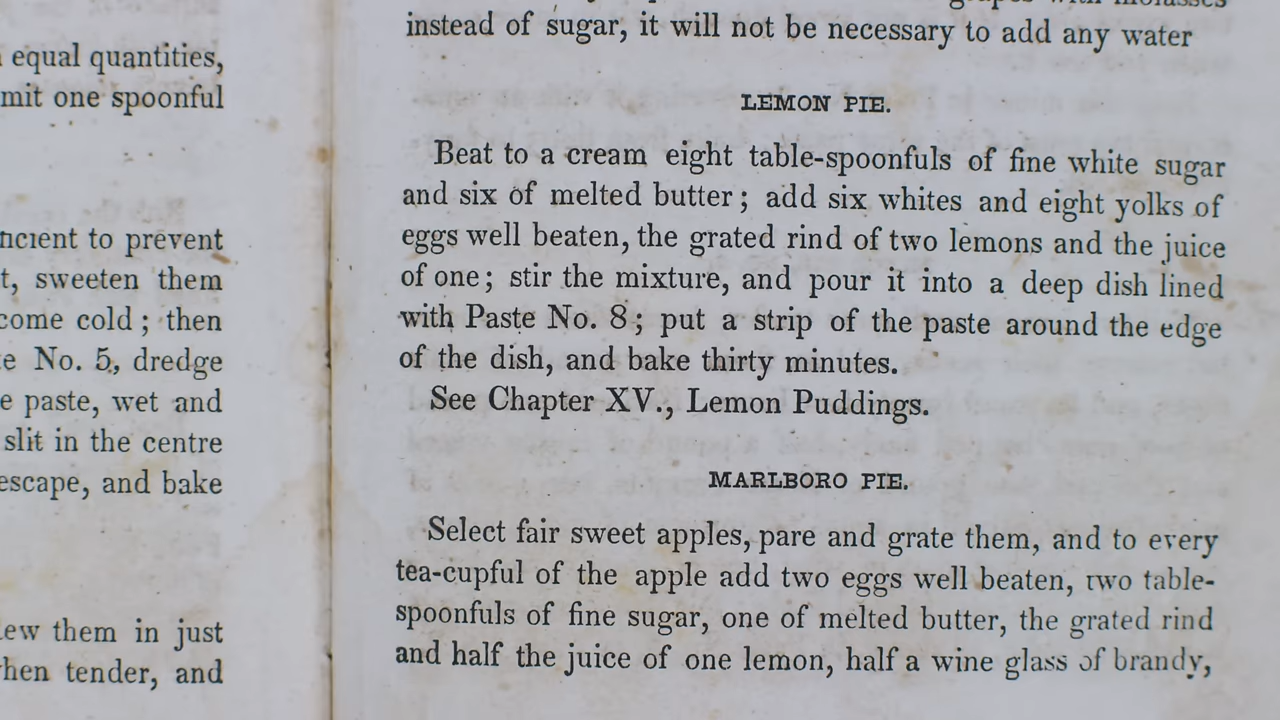 equal quantities,
mit one spoonful
to prevent
t, sweeten them
come cold; then
e No. 5, dredge
e paste, wet and
slit in the centre
escape, and bake
them in just
hen tender, and
instead of sugar, it will not be necessary to add any water
LEMON PIE.
Beat to a cream eight table-spoonfuls of fine white sugar
and six of melted butter; add six whites and eight yolks of
eggs well beaten, the grated rind of two lemons and the juice
of one; stir the mixture, and pour it into a deep dish lined
with Paste No. 8; put a strip of the paste around the edge
of the dish, and bake thirty minutes.
See Chapter XV., Lemon Puddings.
MARLBORO PIE.
Select fair sweet apples, pare and grate them, and to every
tea-cupful of the apple add two eggs well beaten, two table-
spoonfuls of fine sugar, one of melted butter, the grated rind
and half the juice of one lemon, half a wine glass of brandy,